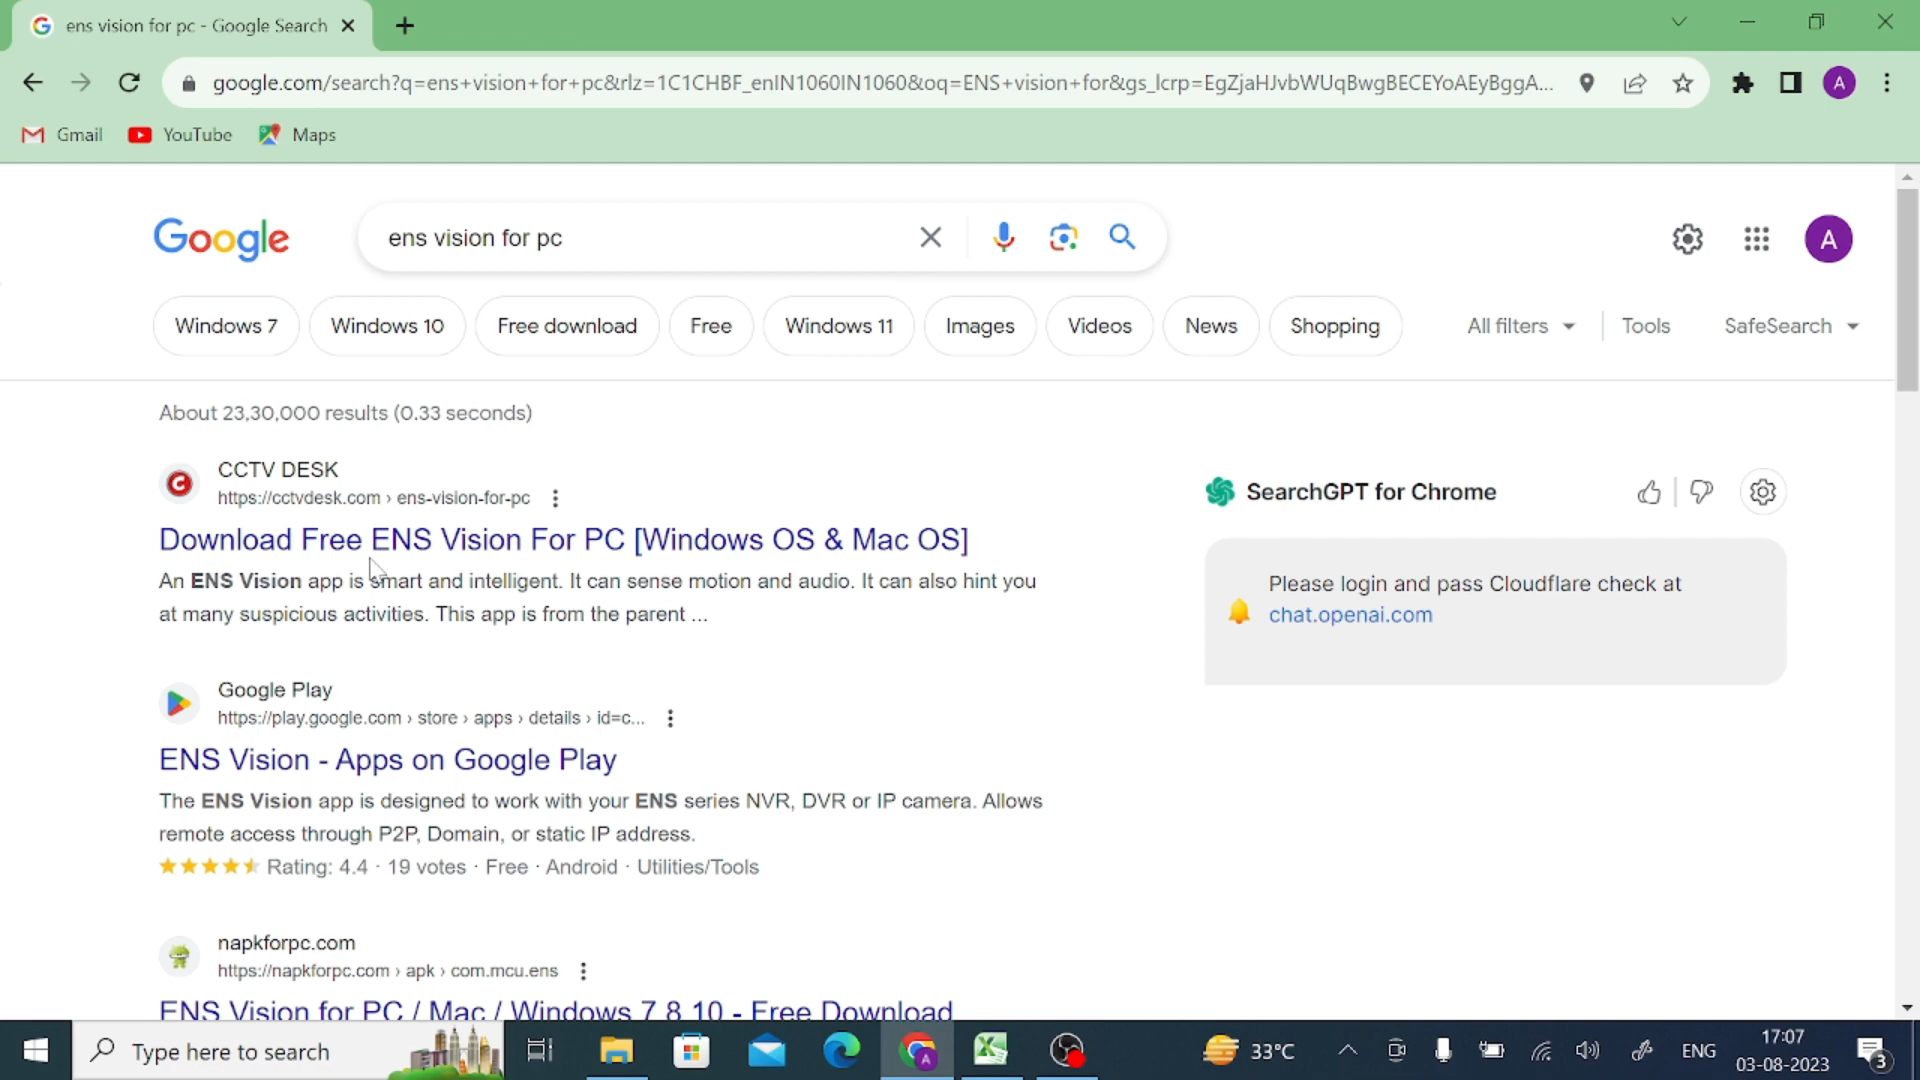 ens vision for pc - Google Search
google.com/search?q=ens+vision+for+pc&rlz=1C1CHBF_enIN1060IN1060&oq=ENS+vision+for&gs_lcrp=EgZjaHJvbWUqBwgBECEYoAEyBggA...
A
Gmail
YouTube
Maps
Google
ens vision for pc
A
Windows 7
Windows 10
Free download
Free
Windows 11
Images
Videos
News
Shopping
All filters
Tools
SafeSearch
About 23,30,000 results (0.33 seconds)
CCTV DESK
https://cctvdesk.com › ens-vision-for-pc
Download Free ENS Vision For PC [Windows OS & Mac OS]
An ENS Vision app is smart and intelligent. It can sense motion and audio. It can also hint you
at many suspicious activities. This app is from the parent ...
SearchGPT for Chrome
Please login and pass Cloudflare check at
chat.openai.com
Google Play
https://play.google.com › store › apps › details › id=c...
ENS Vision - Apps on Google Play
The ENS Vision app is designed to work with your ENS series NVR, DVR or IP camera. Allows
remote access through P2P, Domain, or static IP address.
Rating: 4.4 · 19 votes · Free · Android · Utilities/Tools
napkforpc.com
https://napkforpc.com › apk › com.mcu.ens
ENS Vision for PC / Mac / Windows 7 8 10 - Free Download
Type here to search
A
33°C
ENG
17:07
03-08-2023
3